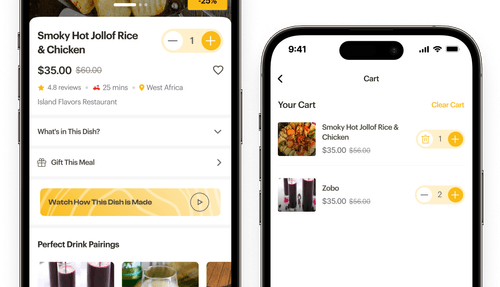 -25%
Smoky Hot Jollof Rice
& Chicken
1
$35.00 $60.00
4.8 reviews • 25 mins • West Africa
Island Flavors Restaurant
What's in This Dish?
Gift This Meal
Watch How This Dish is Made
Perfect Drink Pairings
9:41
Cart
Your Cart
Clear Cart
Smoky Hot Jollof Rice &
Chicken
$35.00 $56.00
1
Zobo
$35.00 $56.00
2